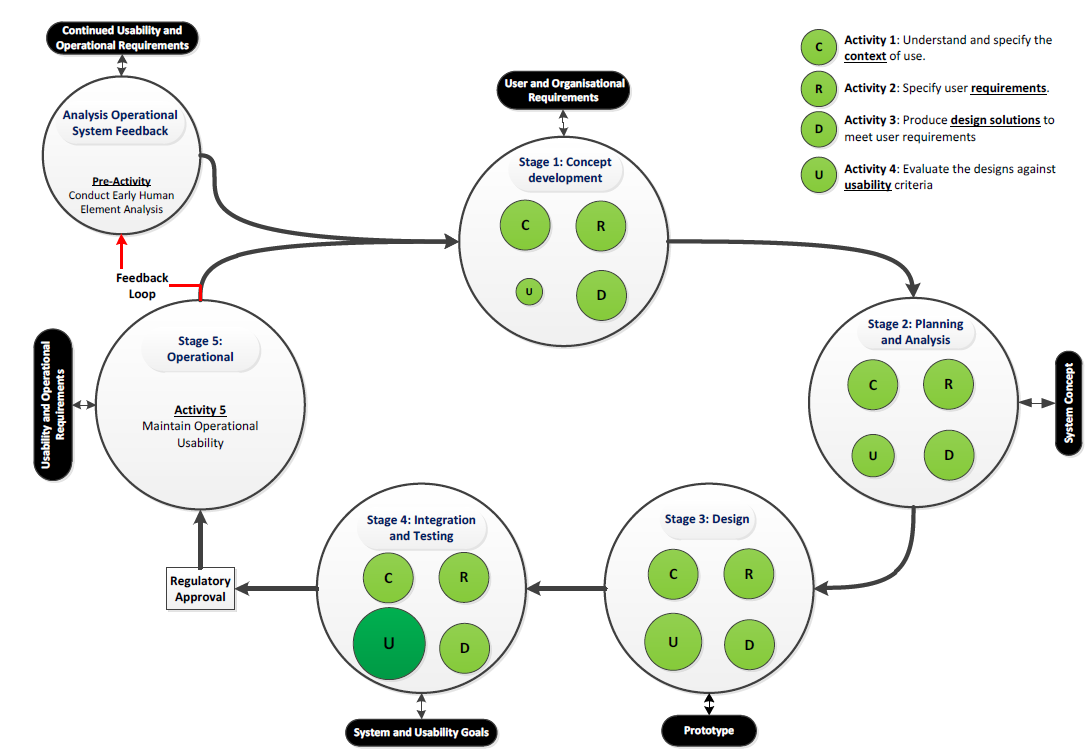 Continued Usability and
Operational Requirements
Analysis Operational
System Feedback
Pre-Activity
Conduct Early Human
Element Analysis
Feedback
Loop
User and Organisational
Requirements
Stage 1: Concept
development
C
R
U
D
C
Activity 1: Understand and specify the
context of use.
R
Activity 2: Specify user requirements.
D
Activity 3: Produce design solutions to
meet user requirements
U
Activity 4: Evaluate the designs against
usability criteria
Stage 2: Planning
and Analysis
C
R
U
D
System Concept
Stage 3: Design
C
R
U
D
Prototype
Stage 4: Integration
and Testing
C
R
U
D
System and Usability Goals
Regulatory
Approval
Stage 5:
Operational
Activity 5
Maintain Operational
Usability
Usability and Operational
Requirements